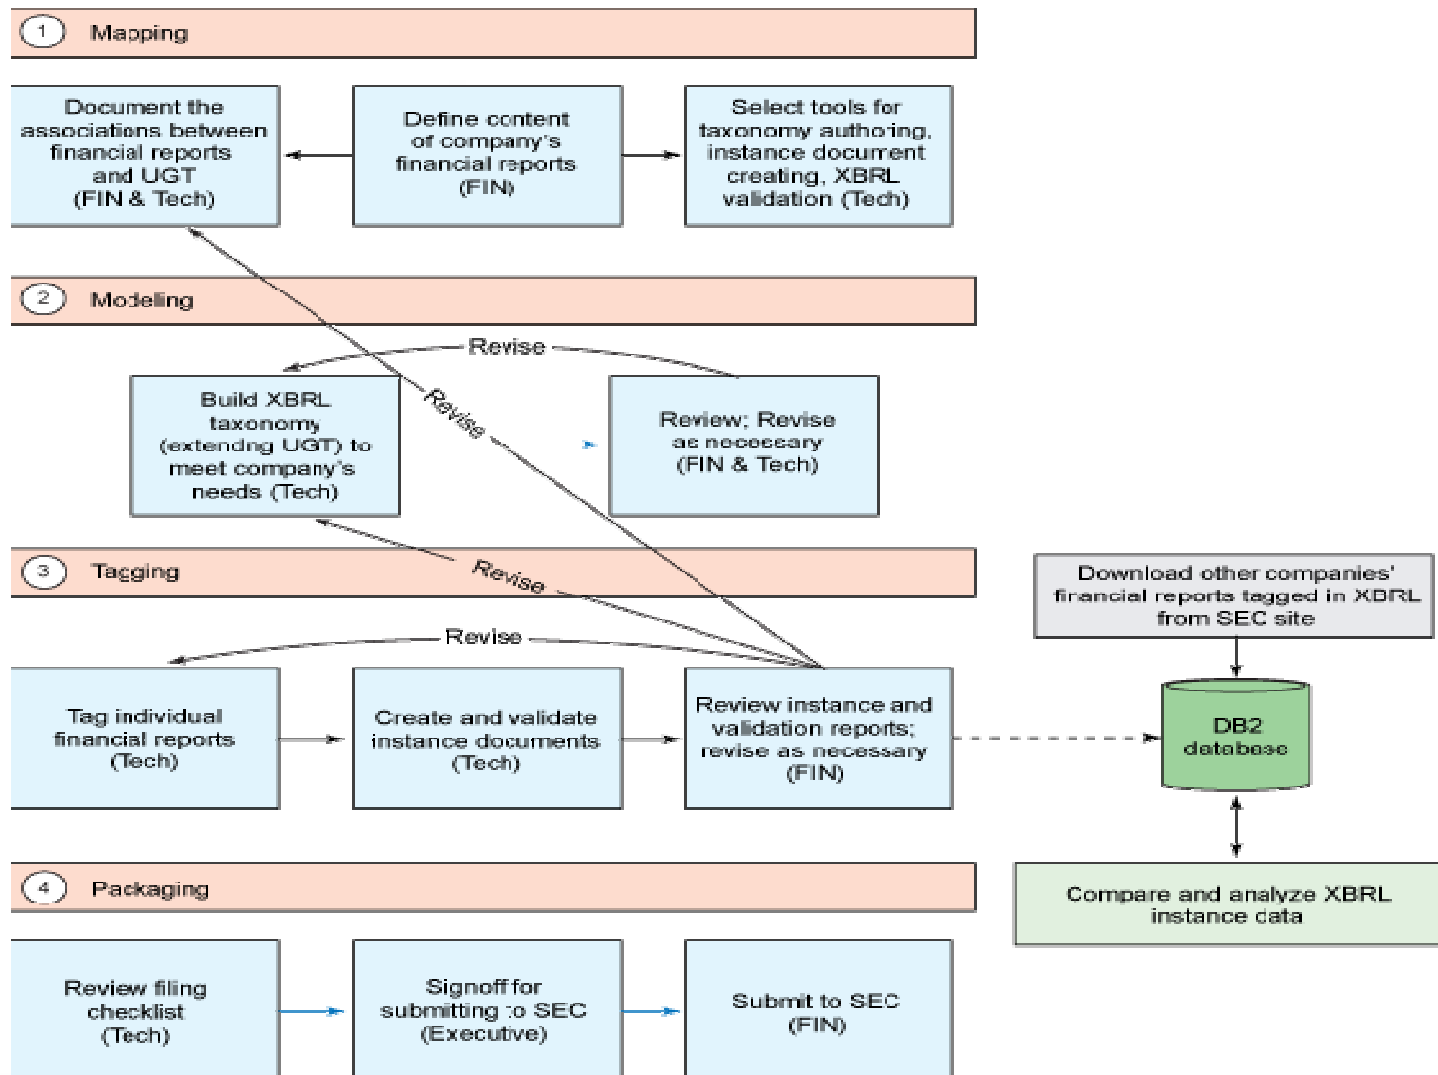 1 Mapping
Document the
associations between
financial reports
and UGT
(FIN & Tech)
Define content
of company's
financial reports
(FIN)
Select tools for
taxonomy authoring,
instance document
creating, XBRL
validation (Tech)
2 Modeling
Revise
Revise
Build XBRL
taxonomy
(extending UGT) to
meet company's
needs (Tech)
Review; Revise
as necessary
(FIN & Tech)
3 Tagging
Revise
Revise
Tag individual
financial reports
(Tech)
Create and validate
instance documents
(Tech)
Review instance and
validation reports;
revise as necessary
(FIN)
Download other companies'
financial reports tagged in XBRL
from SEC site
DB2
database
Compare and analyze XBRL
instance data
4 Packaging
Review filing
checklist
(Tech)
Signoff for
submitting to SEC
(Executive)
Submit to SEC
(FIN)